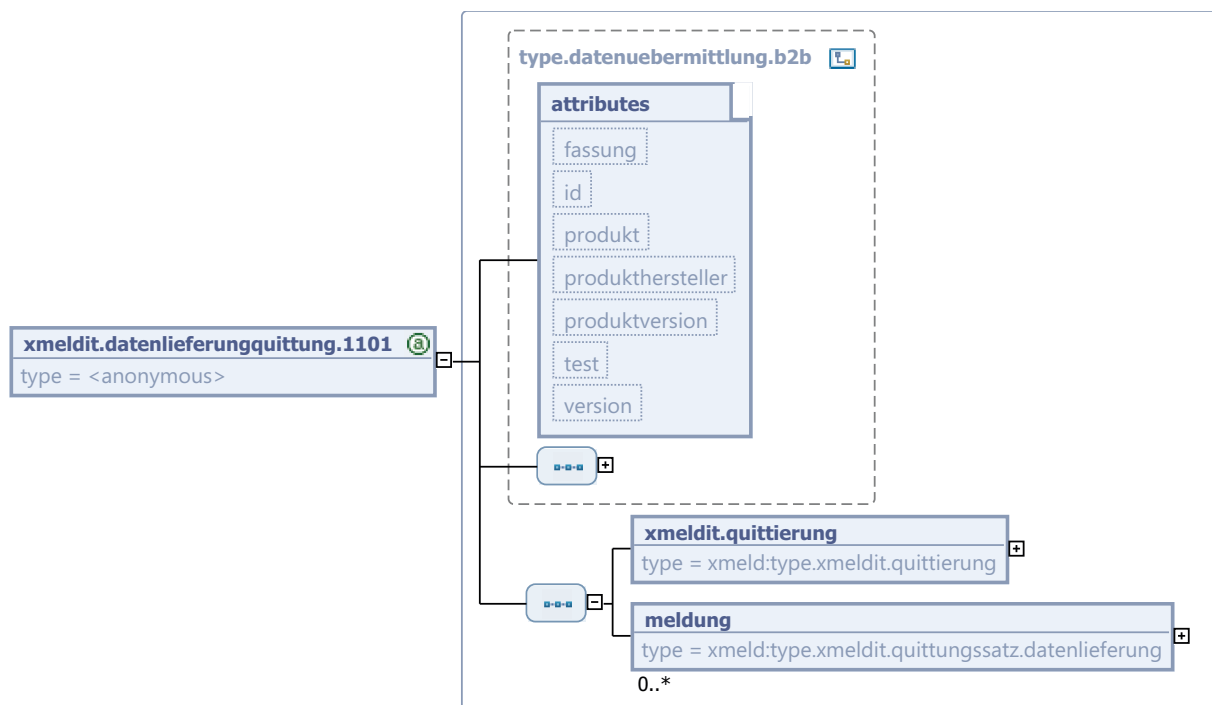 type.datenuebermittlung.b2b
attributes
fassung
id
produkt
produkthersteller
produktversion
test
version
xmeldit.datenlieferungquittung.1101 a
type = <anonymous>
xmeldit.quittierung
type = xmeld:type.xmeldit.quittierung
meldung
type = xmeld:type.xmeldit.quittungssatz.datenlieferung
0..*